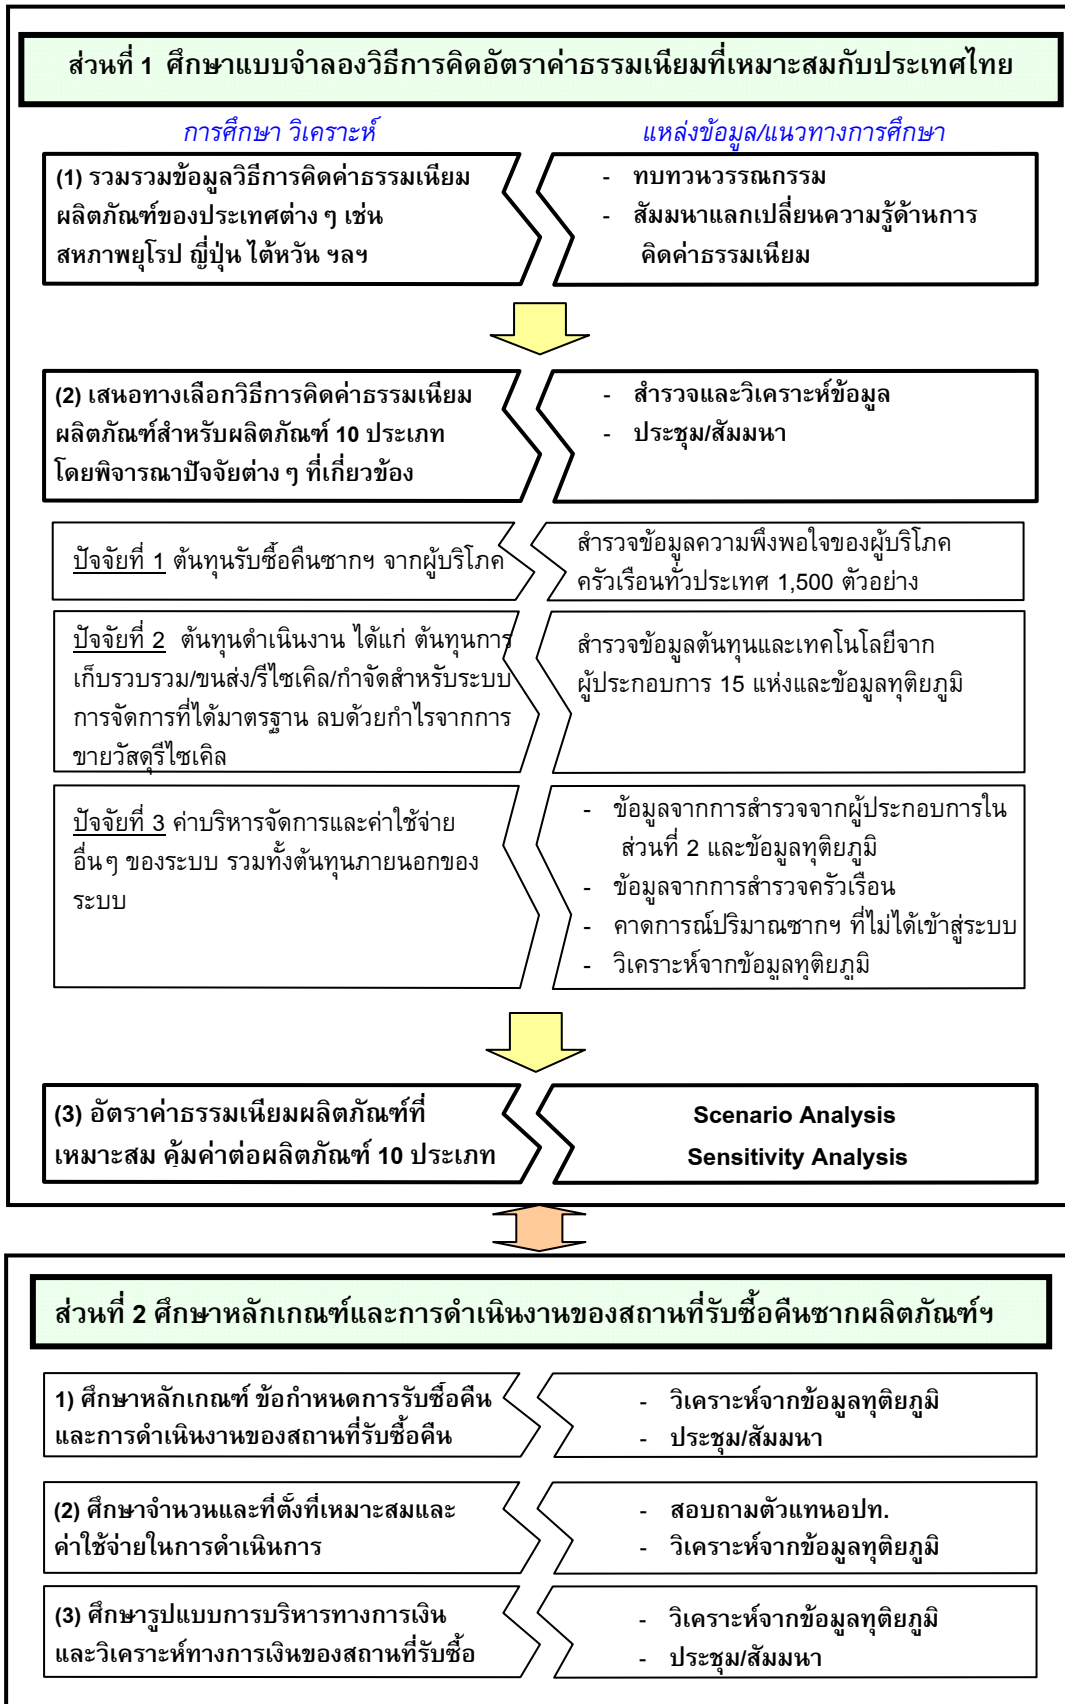 ส่วนที่ 1 ศึกษาแบบจำลองวิธีการคิดอัตราค่าธรรมเนียมที่เหมาะสมกับประเทศไทย
การศึกษา วิเคราะห์
แหล่งข้อมูล/แนวทางการศึกษา
(1) รวมรวมข้อมูลวิธีการคิดค่าธรรมเนียม
ผลิตภัณฑ์ของประเทศต่าง ๆ เช่น
สหภาพยุโรป ญี่ปุ่น ไต้หวัน ฯลฯ
- ทบทวนวรรณกรรม
- สัมมนาแลกเปลี่ยนความรู้ด้านการ
คิดค่าธรรมเนียม
(2) เสนอทางเลือกวิธีการคิดค่าธรรมเนียม
ผลิตภัณฑ์สำหรับผลิตภัณฑ์ 10 ประเภท
โดยพิจารณาปัจจัยต่าง ๆ ที่เกี่ยวข้อง
- สำรวจและวิเคราะห์ข้อมูล
- ประชุม/สัมมนา
ปัจจัยที่ 1 ต้นทุนรับซื้อคืนซากฯ จากผู้บริโภค
สำรวจข้อมูลความพึงพอใจของผู้บริโภค
ครัวเรือนทั่วประเทศ 1,500 ตัวอย่าง
ปัจจัยที่ 2 ต้นทุนดำเนินงาน ได้แก่ ต้นทุนการ
เก็บรวบรวม/ขนส่ง/รีไซเคิล/กำจัดสำหรับระบบ
การจัดการที่ได้มาตรฐาน ลบด้วยกำไรจากการ
ขายวัสดุรีไซเคิล
สำรวจข้อมูลต้นทุนและเทคโนโลยีจาก
ผู้ประกอบการ 15 แห่งและข้อมูลทุติยภูมิ
ปัจจัยที่ 3 ค่าบริหารจัดการและค่าใช้จ่าย
อื่นๆ ของระบบ รวมทั้งต้นทุนภายนอกของ
ระบบ
- ข้อมูลจากการสำรวจจากผู้ประกอบการใน
ส่วนที่ 2 และข้อมูลทุติยภูมิ
- ข้อมูลจากการสำรวจครัวเรือน
- คาดการณ์ปริมาณซากฯ ที่ไม่ได้เข้าสู่ระบบ
- วิเคราะห์จากข้อมูลทุติยภูมิ
(3) อัตราค่าธรรมเนียมผลิตภัณฑ์ที่
เหมาะสม คุ้มค่าต่อผลิตภัณฑ์ 10 ประเภท
Scenario Analysis
Sensitivity Analysis
ส่วนที่ 2 ศึกษาหลักเกณฑ์และการดำเนินงานของสถานที่รับซื้อคืนซากผลิตภัณฑ์ฯ
1) ศึกษาหลักเกณฑ์ ข้อกำหนดการรับซื้อคืน
และการดำเนินงานของสถานที่รับซื้อคืน
- วิเคราะห์จากข้อมูลทุติยภูมิ
- ประชุม/สัมมนา
(2) ศึกษาจำนวนและที่ตั้งที่เหมาะสมและ
ค่าใช้จ่ายในการดำเนินการ
- สอบถามตัวแทนอปท.
- วิเคราะห์จากข้อมูลทุติยภูมิ
(3) ศึกษารูปแบบการบริหารทางการเงิน
และวิเคราะห์ทางการเงินของสถานที่รับซื้อ
- วิเคราะห์จากข้อมูลทุติยภูมิ
- ประชุม/สัมมนา